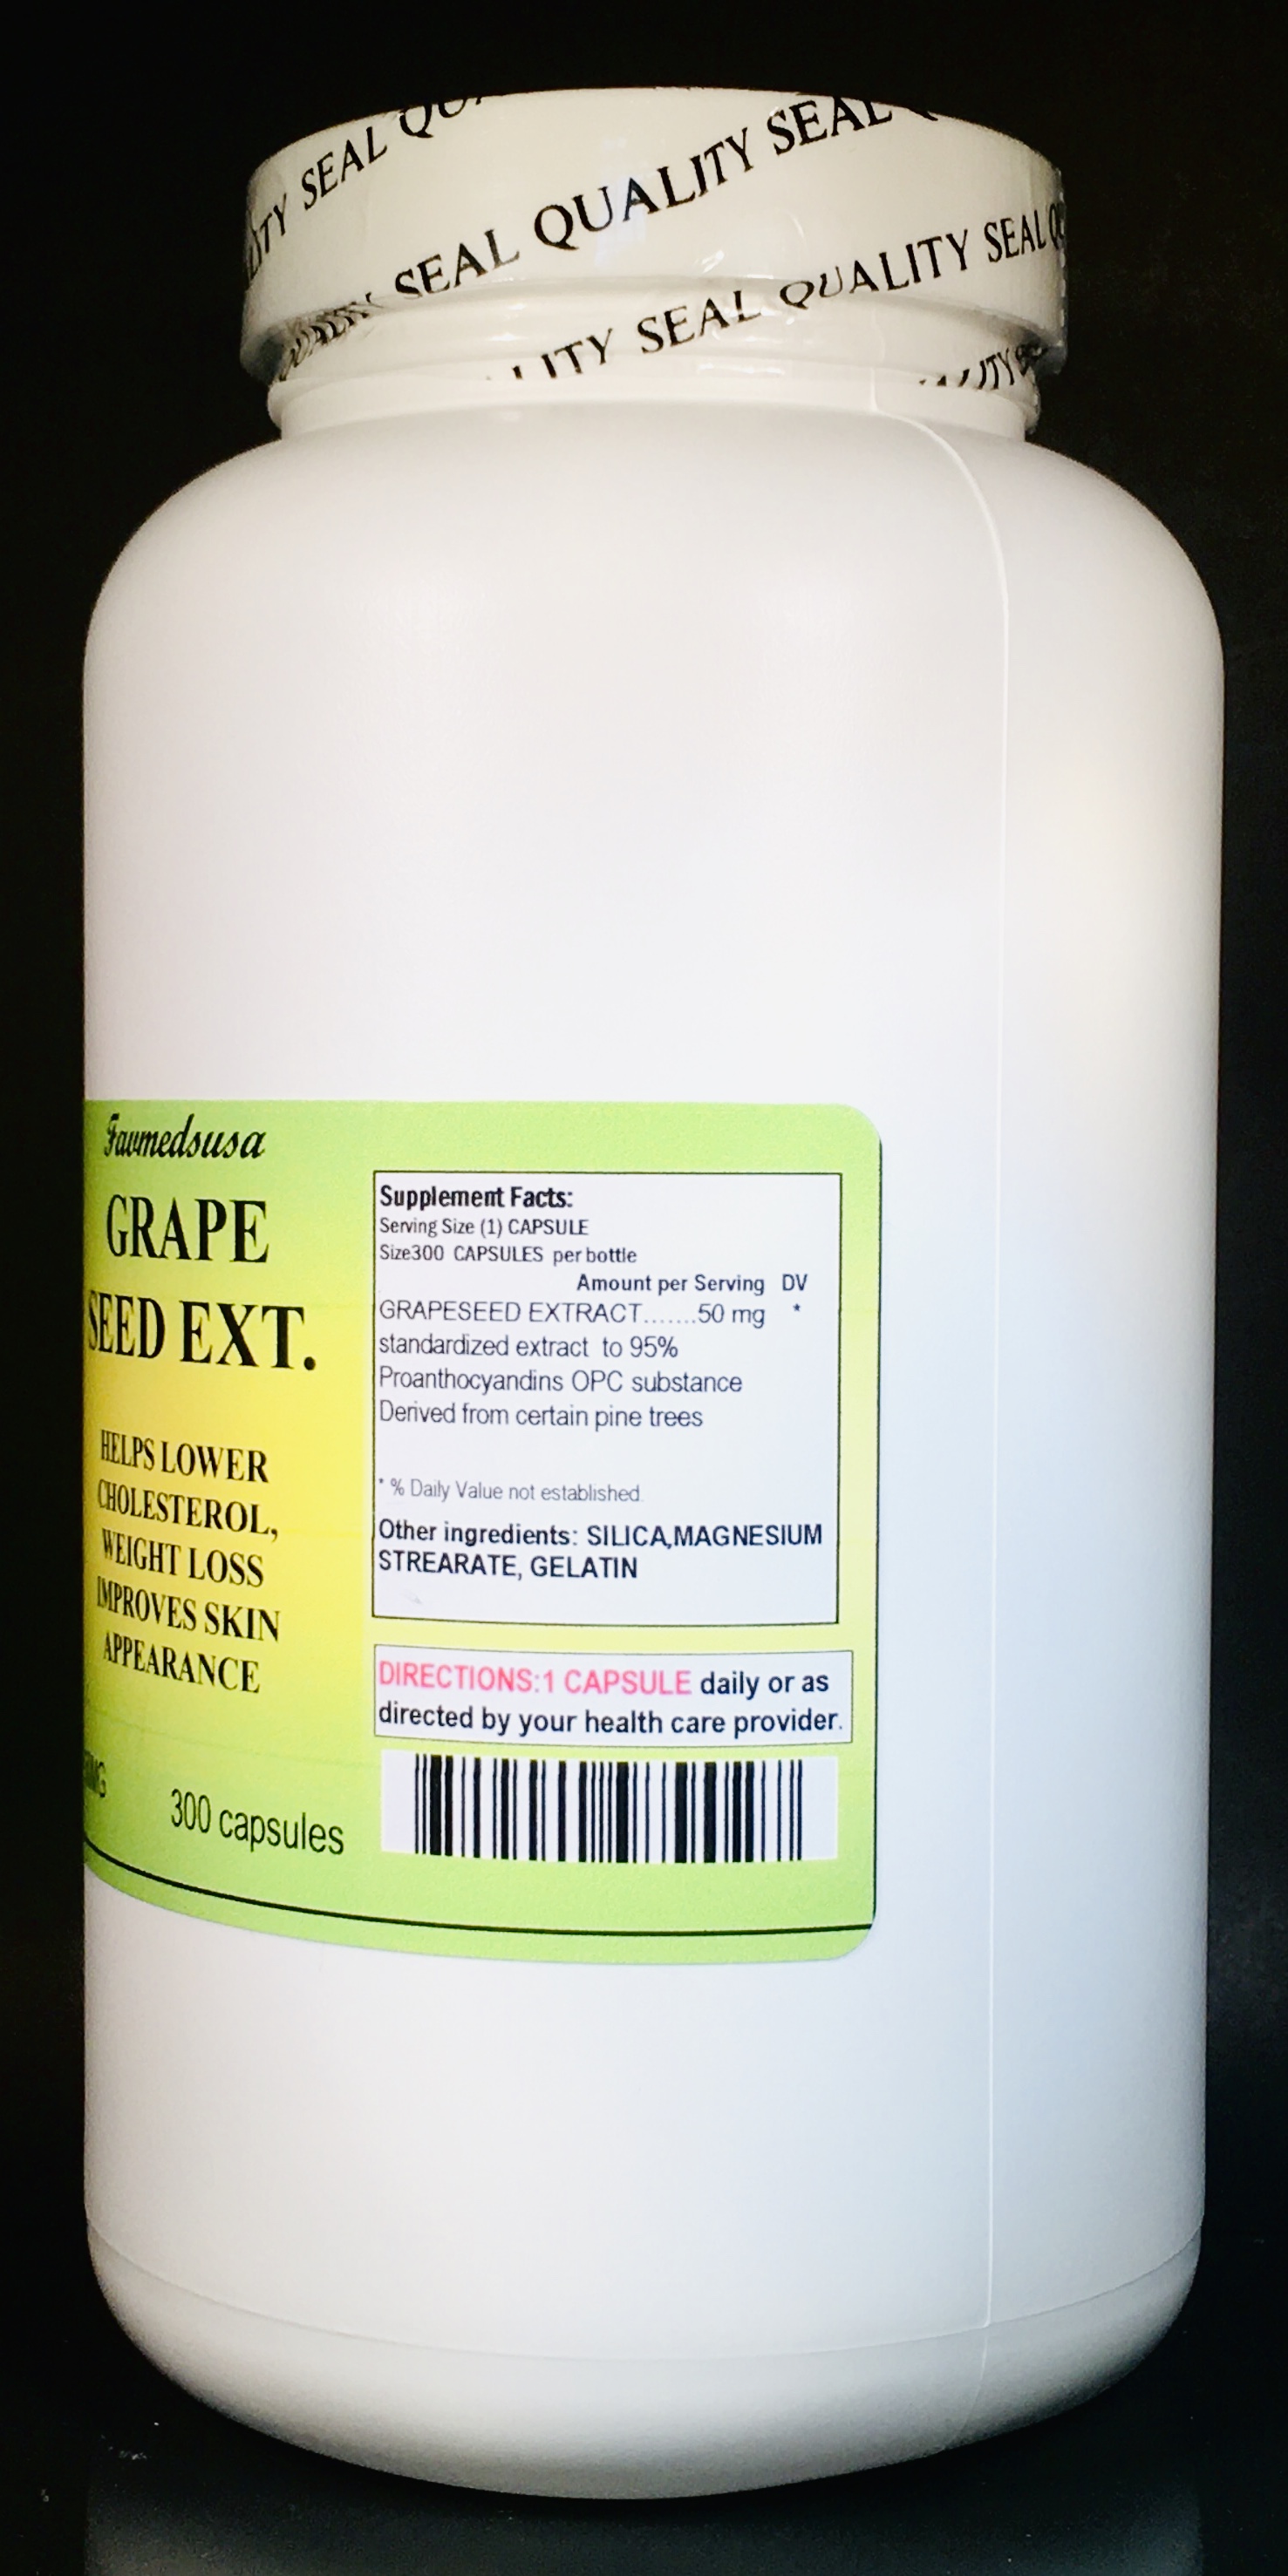 SEAL
SEAL QUALITY SEAL
SEAL QUALITY SEAL
Favmedsusa
GRAPE
SEED EXT.
HELPS LOWER
CHOLESTEROL,
WEIGHT LOSS
IMPROVES SKIN
APPEARANCE
300 capsules
Supplement Facts:
Serving Size (1) CAPSULE
Size300 CAPSULES per bottle
Amount per Serving DV
GRAPESEED EXTRACT.......50 mg *
standardized extract to 95%
Proanthocyandins OPC substance
Derived from certain pine trees
* % Daily Value not established.
Other ingredients: SILICA,MAGNESIUM
STREARATE, GELATIN
DIRECTIONS:1 CAPSULE daily or as
directed by your health care provider.